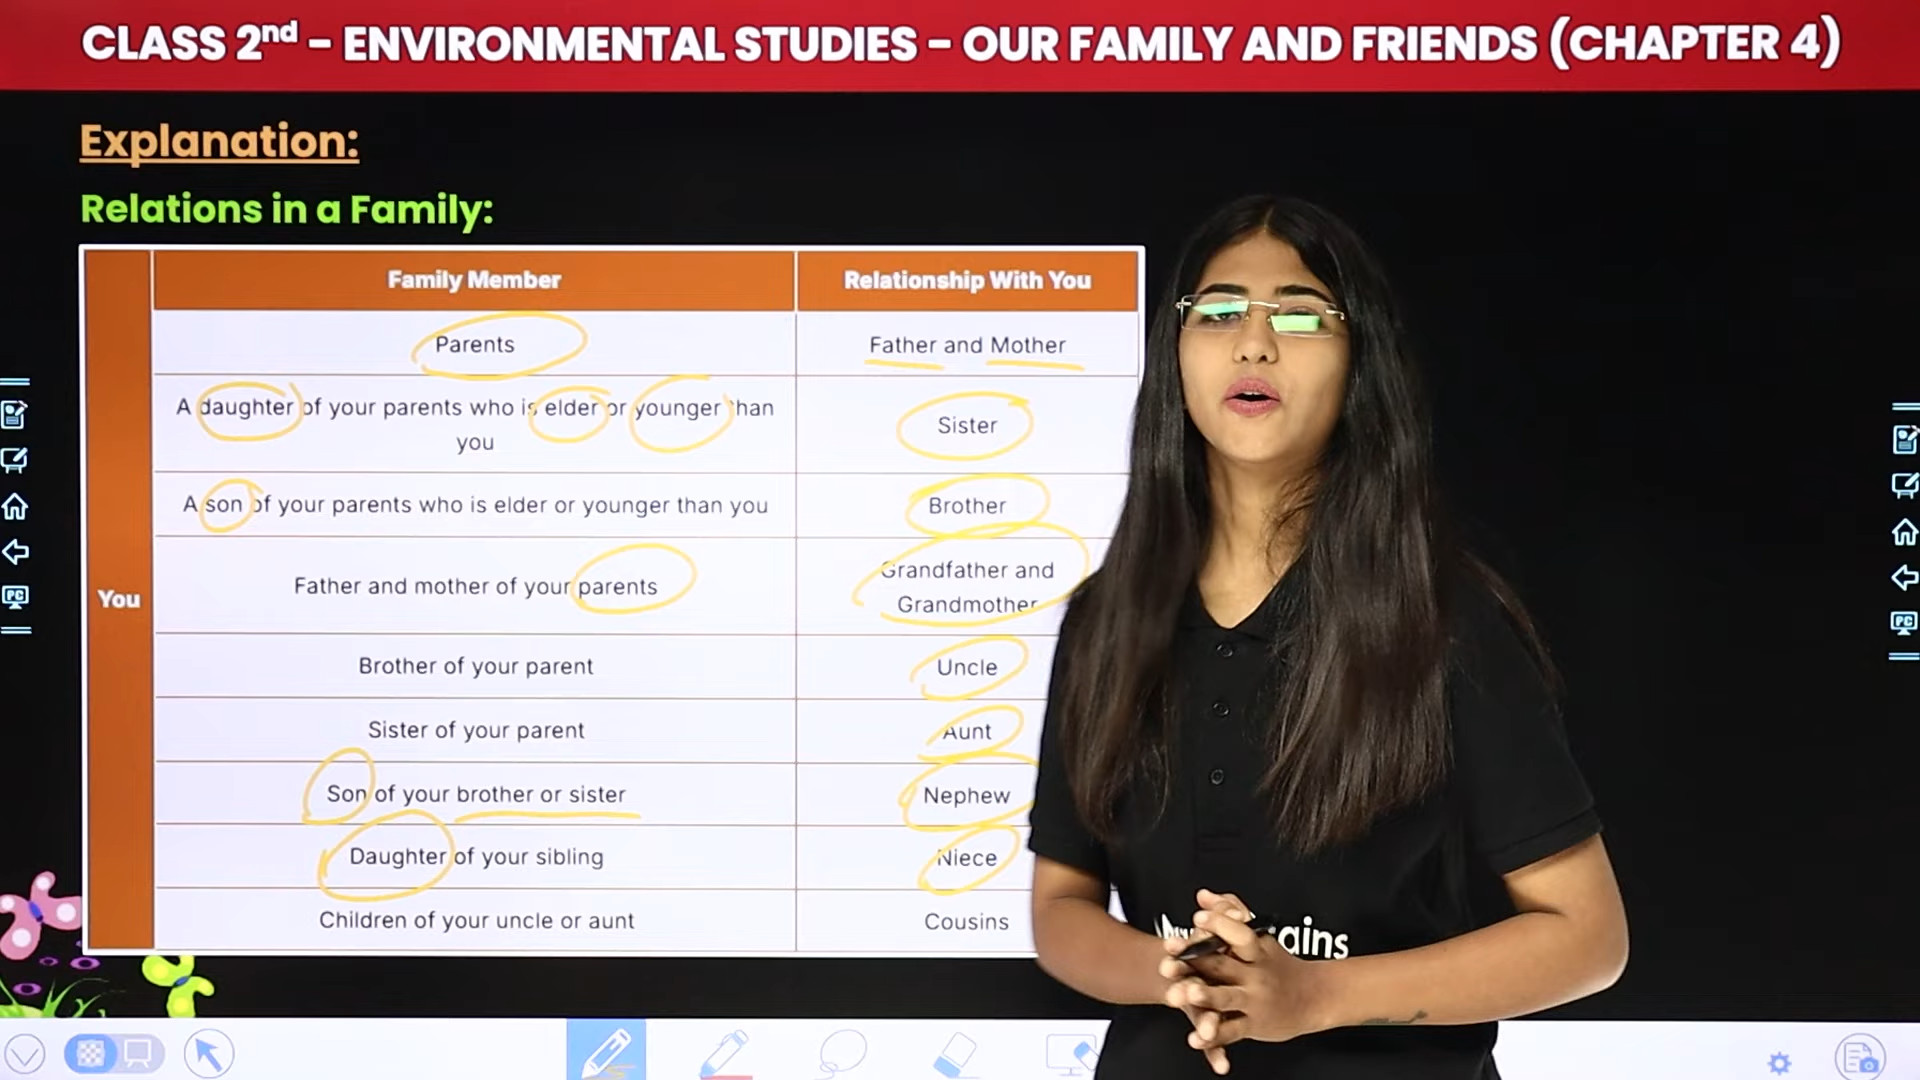 CLASS 2nd – ENVIRONMENTAL STUDIES – OUR FAMILY AND FRIENDS (CHAPTER 4)
Explanation:
Relations in a Family:
Family Member
Relationship With You
You
Parents
Father and Mother
A daughter of your parents who is elder or younger than
you
Sister
A son of your parents who is elder or younger than you
Brother
Father and mother of your parents
Grandfather and
Grandmother
Brother of your parent
Uncle
Sister of your parent
Aunt
Son of your brother or sister
Nephew
Daughter of your sibling
Niece
Children of your uncle or aunt
Cousins
PC
PC